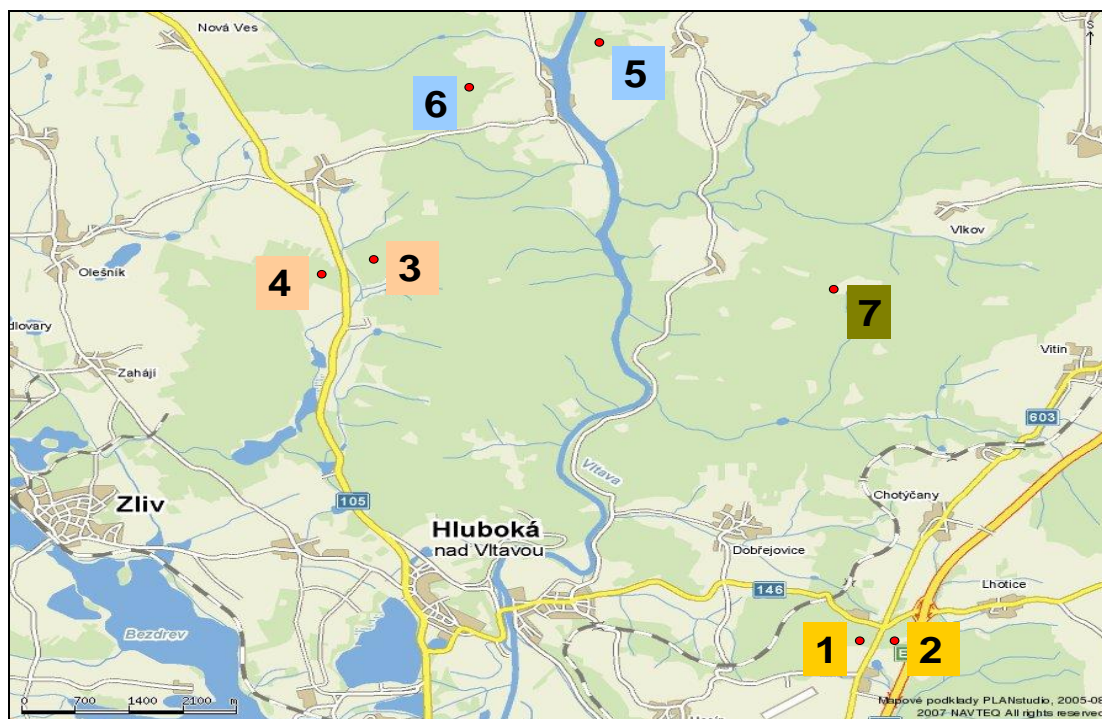 Nová Ves
S
5
6
Olešník
4
3
Vlkov
7
dlovary
Zahájí
Vitín
603
Zliv
105
Vltava
Chotýčany
Hluboká
nad Vltavou
Dobřejovice
146
Lhotice
Bezdrev
1
E
2
0 700 1400 2100 m
Mapové podklady PLANstudio, 2005-08
2007 NAVTEQ All rights reserved